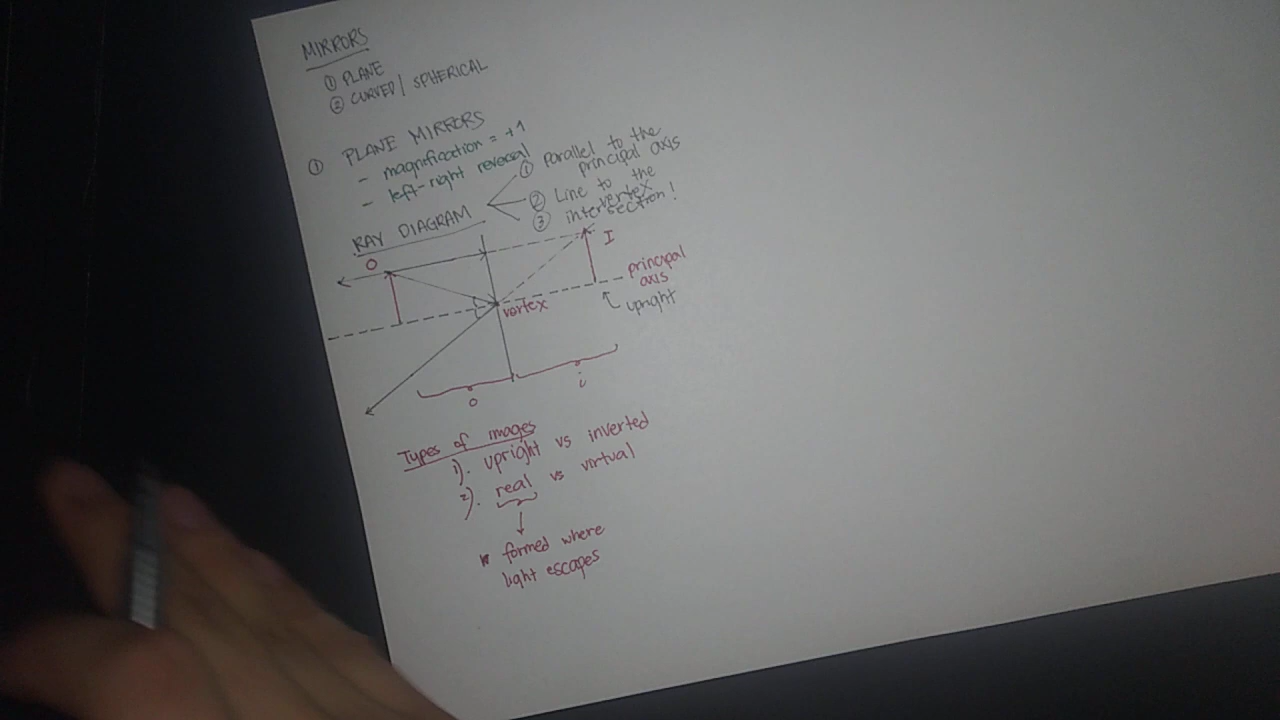 MIRRORS
① PLANE
② CURVED / SPHERICAL
① PLANE MIRRORS
- magnification = +1
- left-right reversal
RAY DIAGRAM
① Parallel to the
principal axis
② Line to the
vertex
③ intersection!
O
I
principal
axis
upright
vortex
o
i
Types of images
1). upright vs inverted
2). real vs virtual
* formed where
light escapes